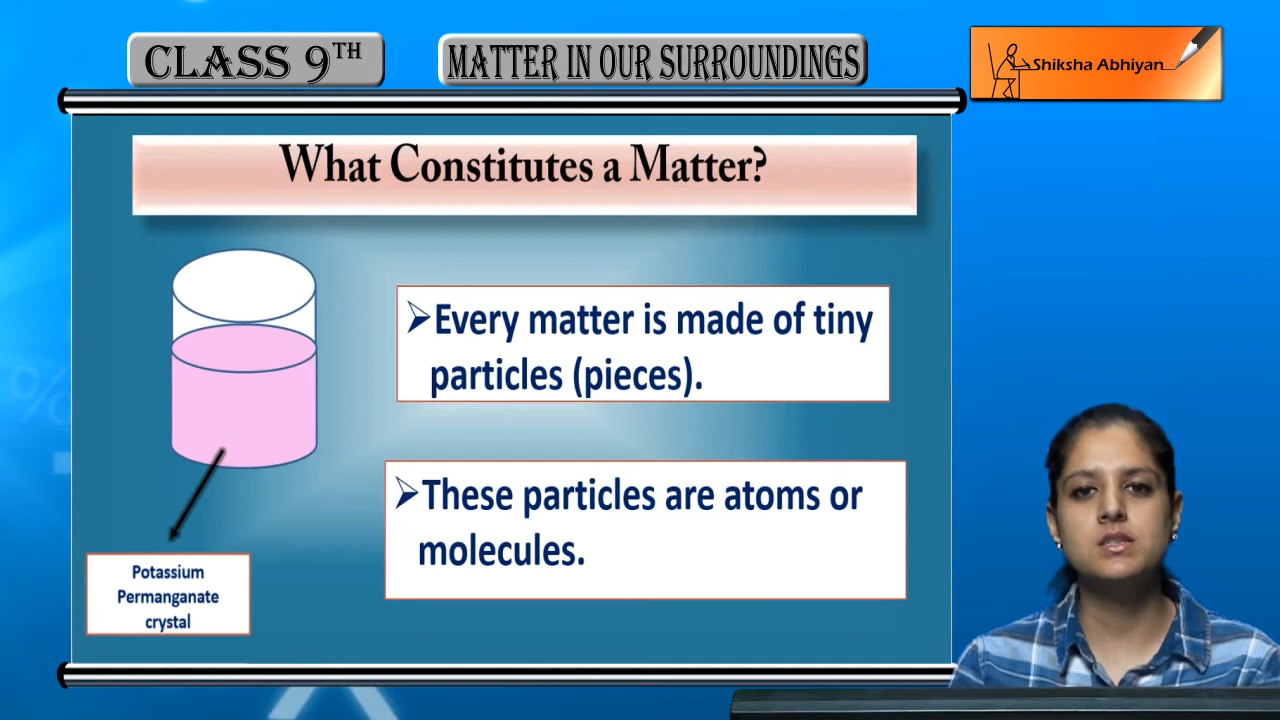 CLASS 9TH
MATTER IN OUR SURROUNDINGS
Shiksha Abhiyan
What Constitutes a Matter?
➢Every matter is made of tiny
particles (pieces).
➢These particles are atoms or
molecules.
Potassium
Permanganate
crystal
%